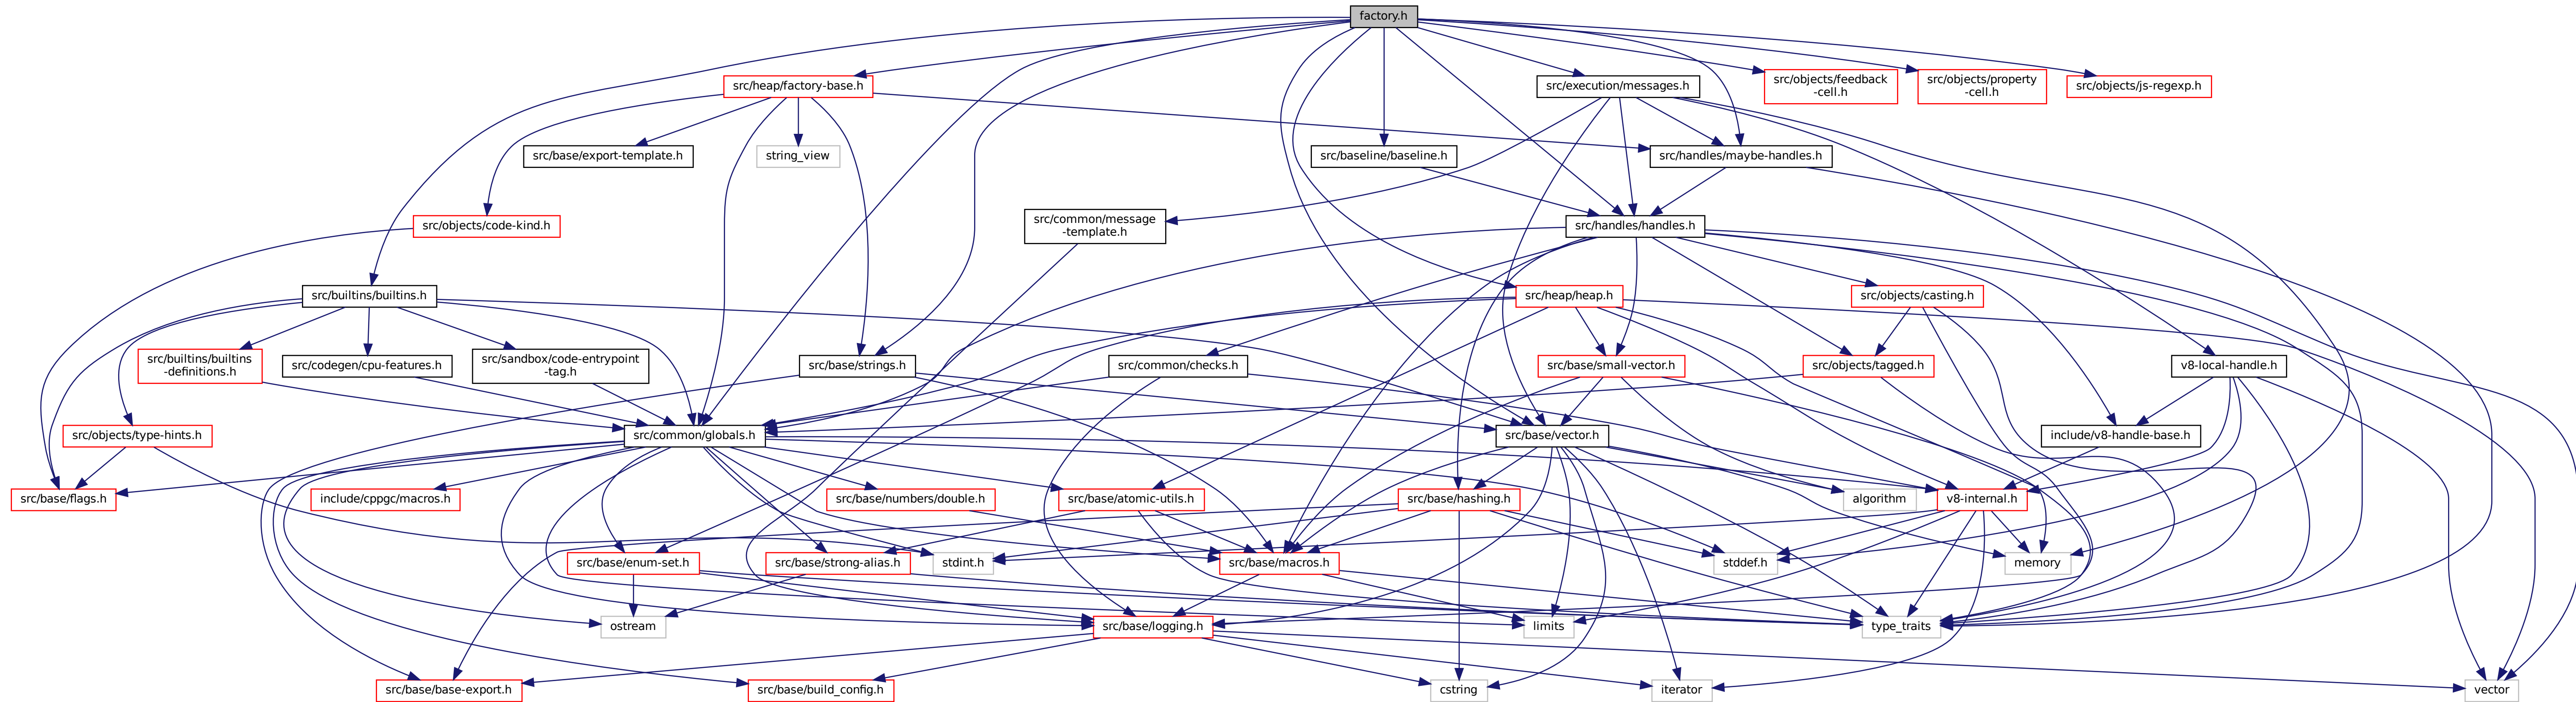 factory.h
src/heap/factory-base.h
src/execution/messages.h
src/objects/feedback
-cell.h
src/objects/property
-cell.h
src/objects/js-regexp.h
src/base/export-template.h
string_view
src/baseline/baseline.h
src/handles/maybe-handles.h
src/objects/code-kind.h
src/common/message
-template.h
src/handles/handles.h
src/builtins/builtins.h
src/heap/heap.h
src/objects/casting.h
src/builtins/builtins
-definitions.h
src/codegen/cpu-features.h
src/sandbox/code-entrypoint
-tag.h
src/base/strings.h
src/common/checks.h
src/base/small-vector.h
src/objects/tagged.h
v8-local-handle.h
src/objects/type-hints.h
src/common/globals.h
src/base/vector.h
include/v8-handle-base.h
src/base/flags.h
include/cppgc/macros.h
src/base/numbers/double.h
src/base/atomic-utils.h
src/base/hashing.h
algorithm
v8-internal.h
src/base/enum-set.h
src/base/strong-alias.h
stdint.h
src/base/macros.h
stddef.h
memory
ostream
src/base/logging.h
limits
type_traits
src/base/base-export.h
src/base/build_config.h
cstring
iterator
vector